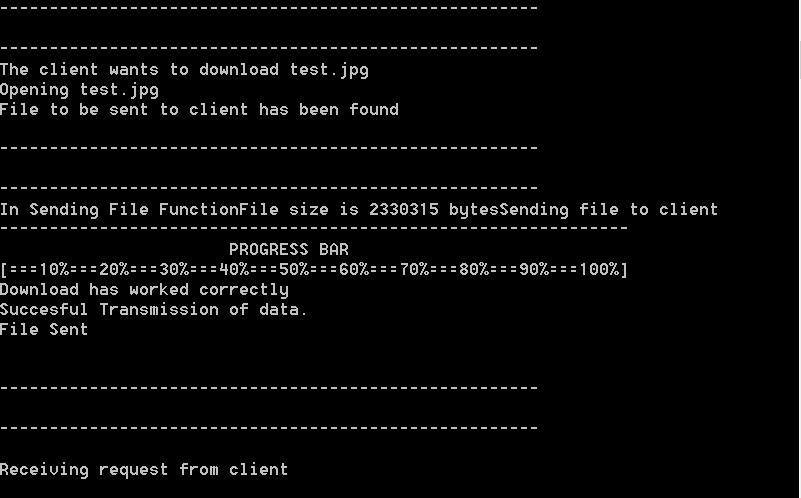 ------------------------------------------------------
------------------------------------------------------
The client wants to download test.jpg
Opening test.jpg
File to be sent to client has been found
------------------------------------------------------
------------------------------------------------------
In Sending File FunctionFile size is 2330315 bytesSending file to client
---------------------------------------------------------------
PROGRESS BAR
[===10%===20%===30%===40%===50%===60%===70%===80%===90%===100%]
Download has worked correctly
Succesful Transmission of data.
File Sent
------------------------------------------------------
------------------------------------------------------
Receiving request from client